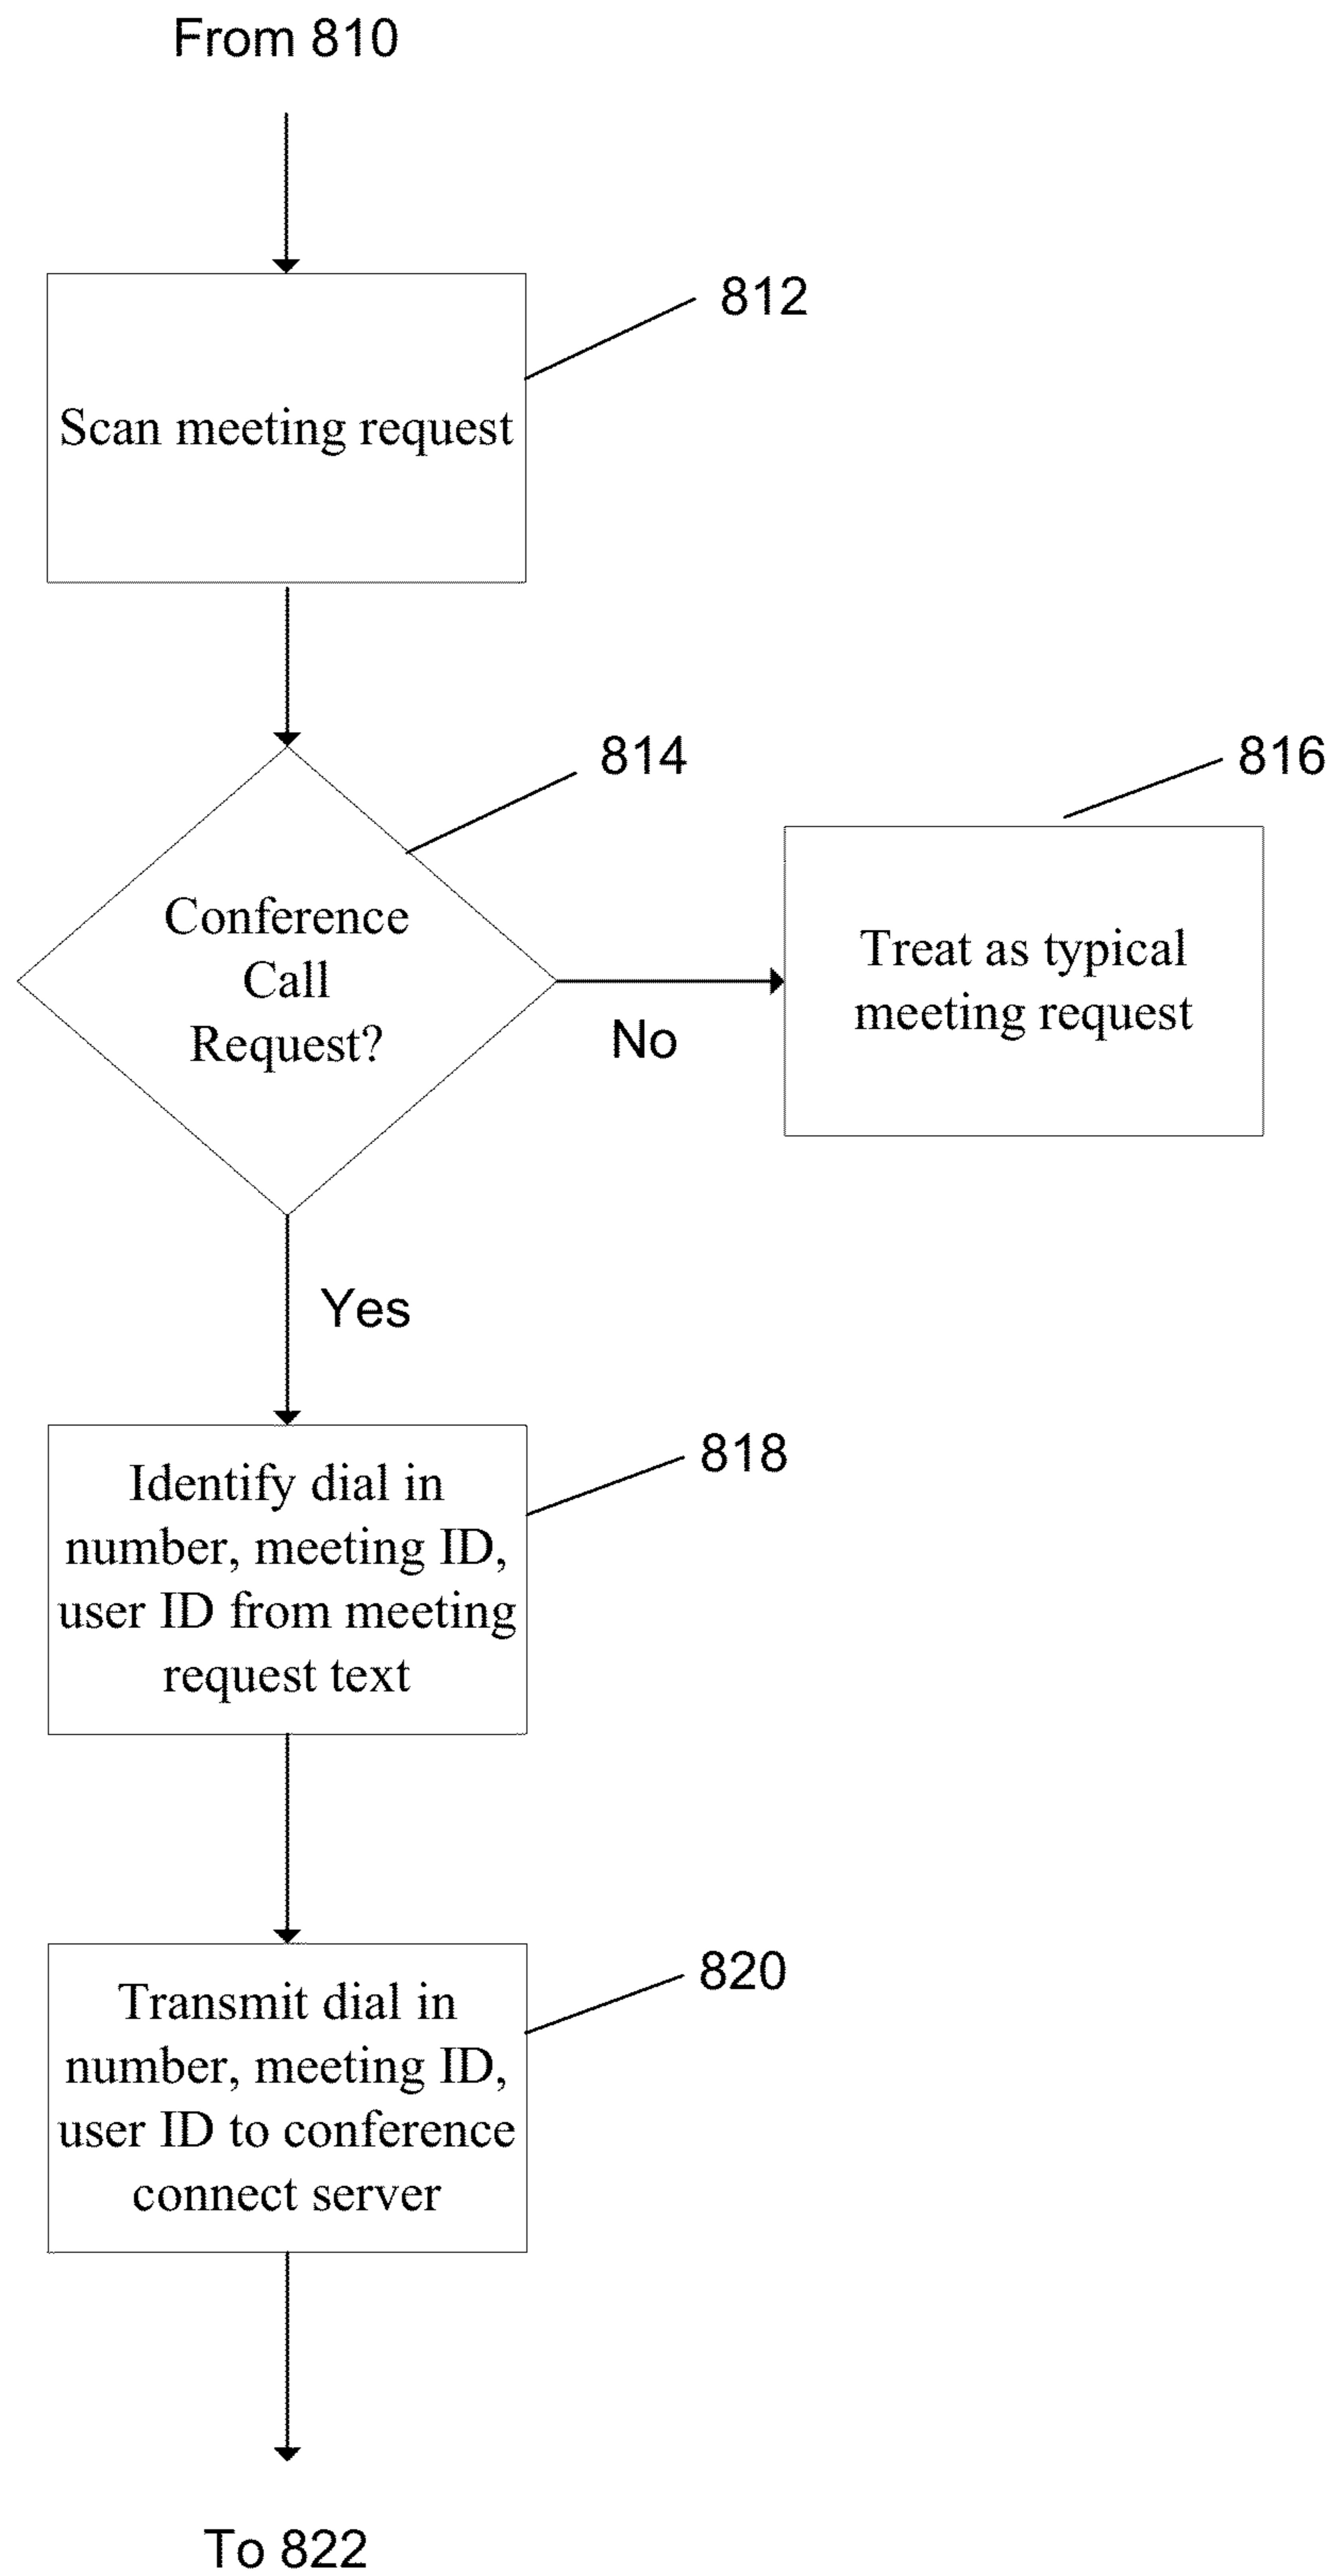 From 810
812
Scan meeting request
814
816
Conference
Call
Request?
Treat as typical
meeting request
No
Yes
818
Identify dial in
number, meeting ID,
user ID from meeting
request text
820
Transmit dial in
number, meeting ID,
user ID to conference
connect server
To 822